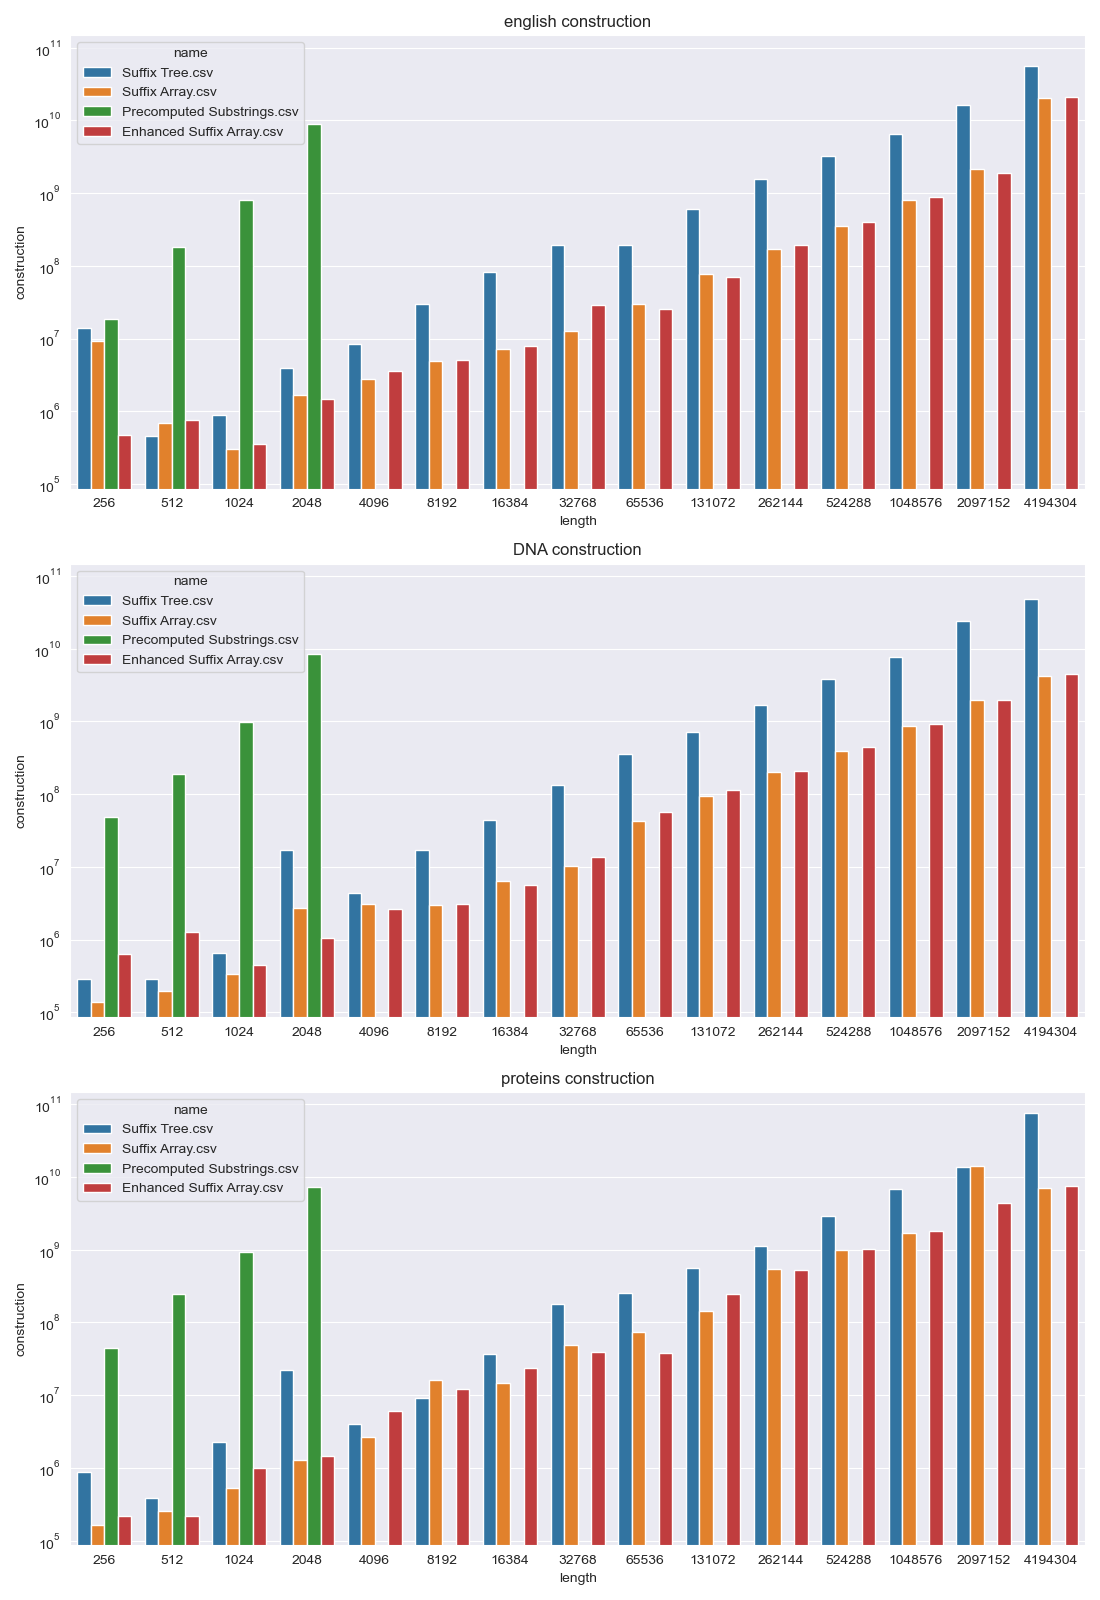 english construction
name
Suffix Tree.csv
Suffix Array.csv
Precomputed Substrings.csv
Enhanced Suffix Array.csv
10^11
10^10
10^9
10^8
10^7
10^6
10^5
construction
256 512 1024 2048 4096 8192 16384 32768 65536 131072 262144 524288 1048576 2097152 4194304
length
DNA construction
name
Suffix Tree.csv
Suffix Array.csv
Precomputed Substrings.csv
Enhanced Suffix Array.csv
10^11
10^10
10^9
10^8
10^7
10^6
10^5
construction
256 512 1024 2048 4096 8192 16384 32768 65536 131072 262144 524288 1048576 2097152 4194304
length
proteins construction
name
Suffix Tree.csv
Suffix Array.csv
Precomputed Substrings.csv
Enhanced Suffix Array.csv
10^11
10^10
10^9
10^8
10^7
10^6
10^5
construction
256 512 1024 2048 4096 8192 16384 32768 65536 131072 262144 524288 1048576 2097152 4194304
length